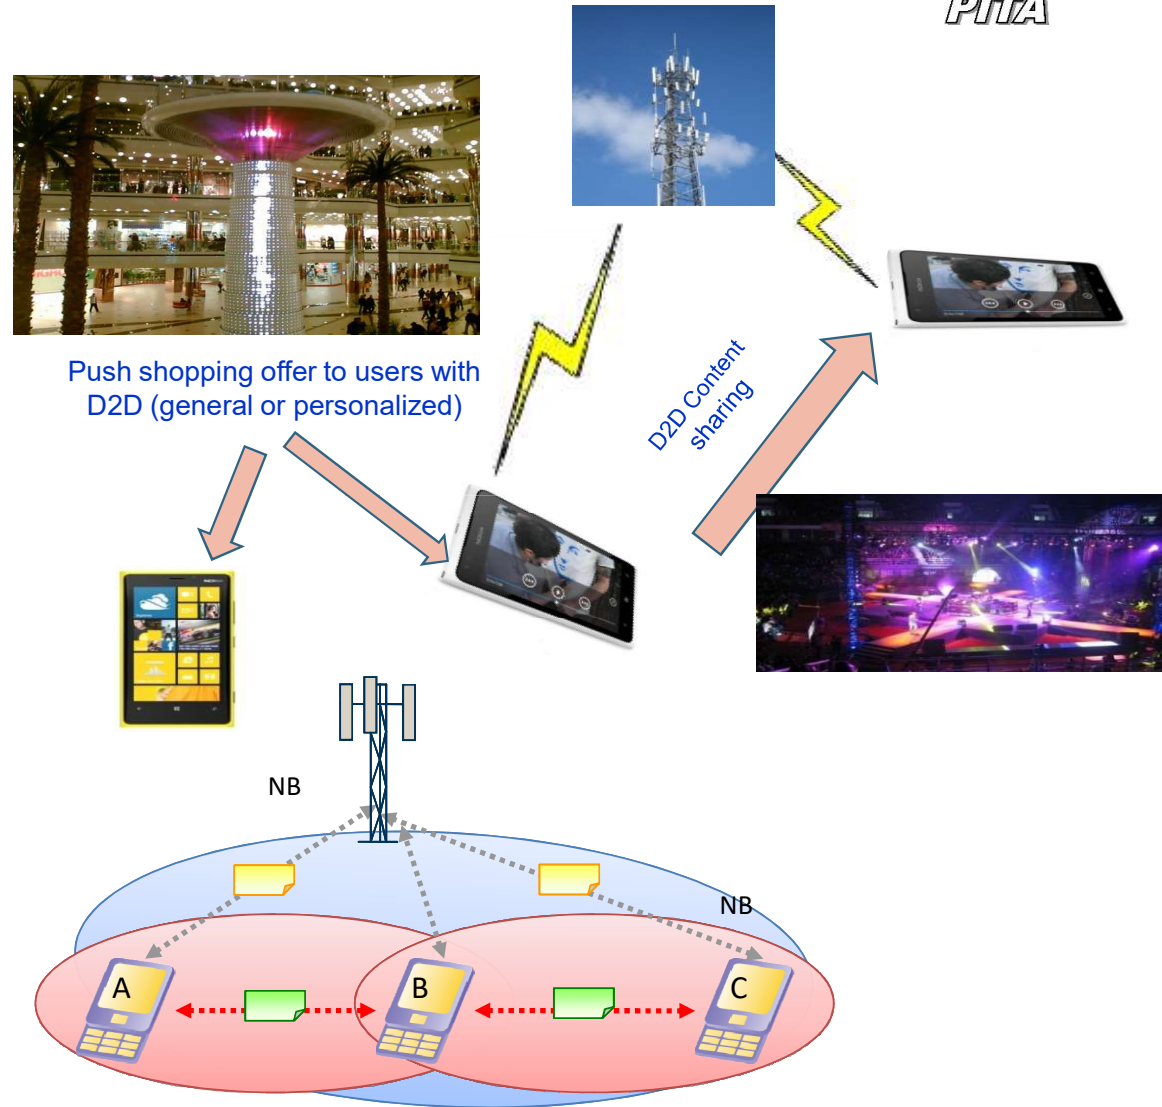 PITA
Push shopping offer to users with
D2D (general or personalized)
D2D Content
sharing
NB
NB
A
B
C